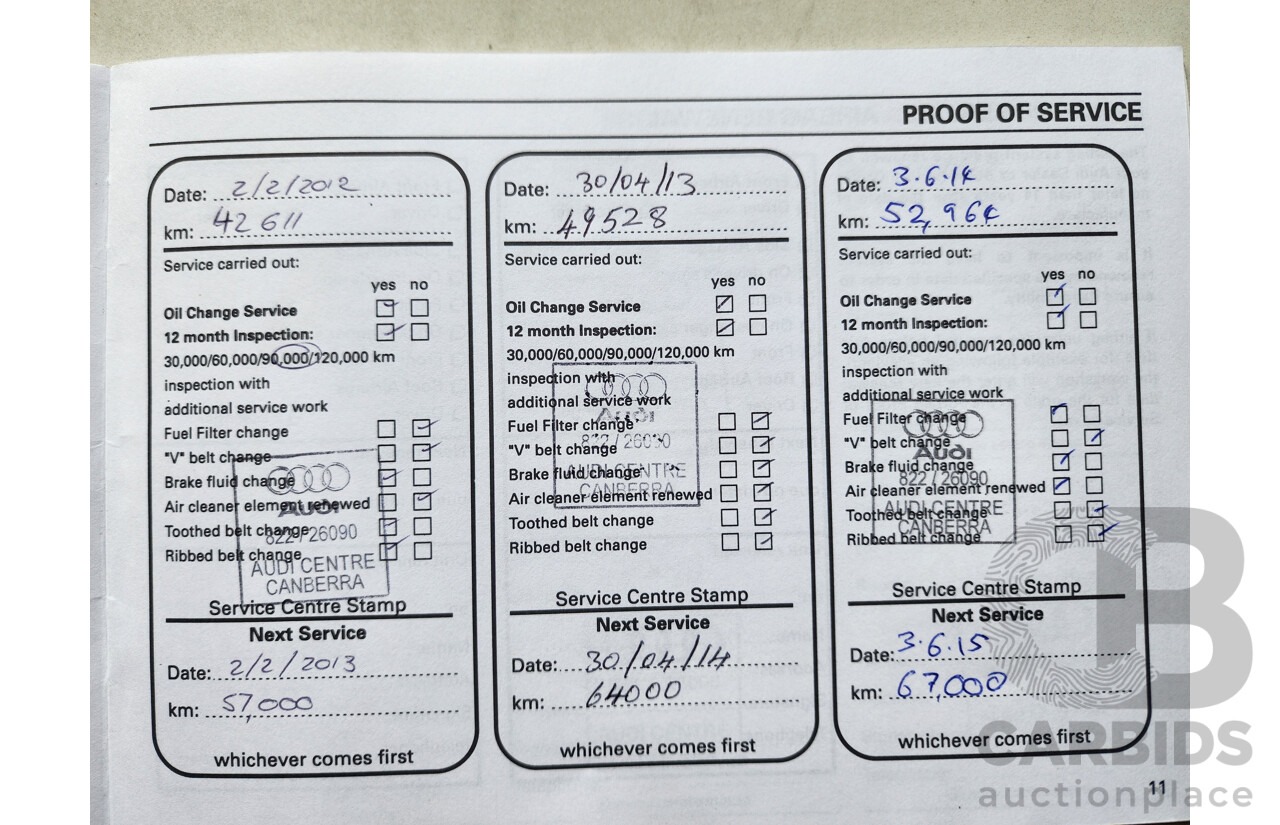 PROOF OF SERVICE
Date: 2/2/2012
km: 42611
Service carried out:
yes no
Oil Change Service
12 month Inspection:
30,000/60,000/90,000/120,000 km
inspection with
additional service work
Fuel Filter change
"V" belt change
Brake fluid change
Air cleaner element renewed
Toothed belt change
Ribbed belt change
Audi
822/26090
AUDI CENTRE
CANBERRA
Service Centre Stamp
Next Service
Date: 2/2/2013
km: 57,000
whichever comes first
Date: 30/04/13
km: 49528
Service carried out:
yes no
Oil Change Service
12 month Inspection:
30,000/60,000/90,000/120,000 km
inspection with
additional service work
Fuel Filter change
"V" belt change
Brake fluid change
Air cleaner element renewed
Toothed belt change
Ribbed belt change
Audi
822/26090
AUDI CENTRE
CANBERRA
Service Centre Stamp
Next Service
Date: 30/04/14
km: 64000
whichever comes first
Date: 3.6.14
km: 52,964
Service carried out:
yes no
Oil Change Service
12 month Inspection:
30,000/60,000/90,000/120,000 km
inspection with
additional service work
Fuel Filter change
"V" belt change
Brake fluid change
Air cleaner element renewed
Toothed belt change
Ribbed belt change
Audi
822/26090
AUDI CENTRE
CANBERRA
Service Centre Stamp
Next Service
Date: 3.6.15
km: 67,000
whichever comes first
11
CARBIDS
auctionplace